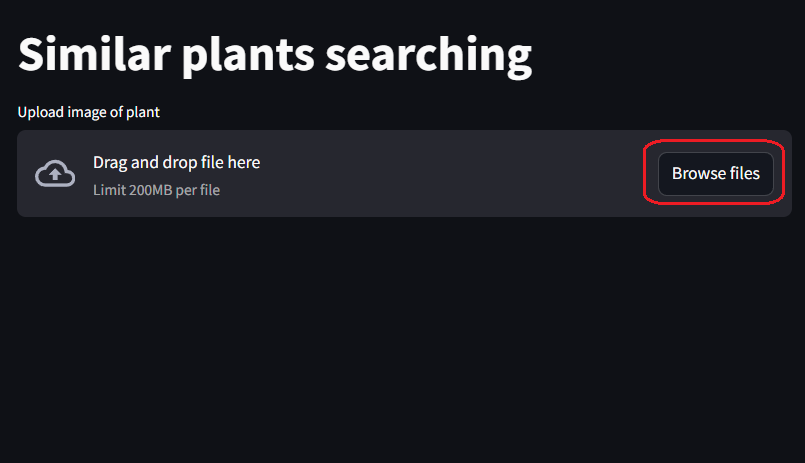 Similar plants searching
Upload image of plant
Drag and drop file here
Limit 200MB per file
Browse files